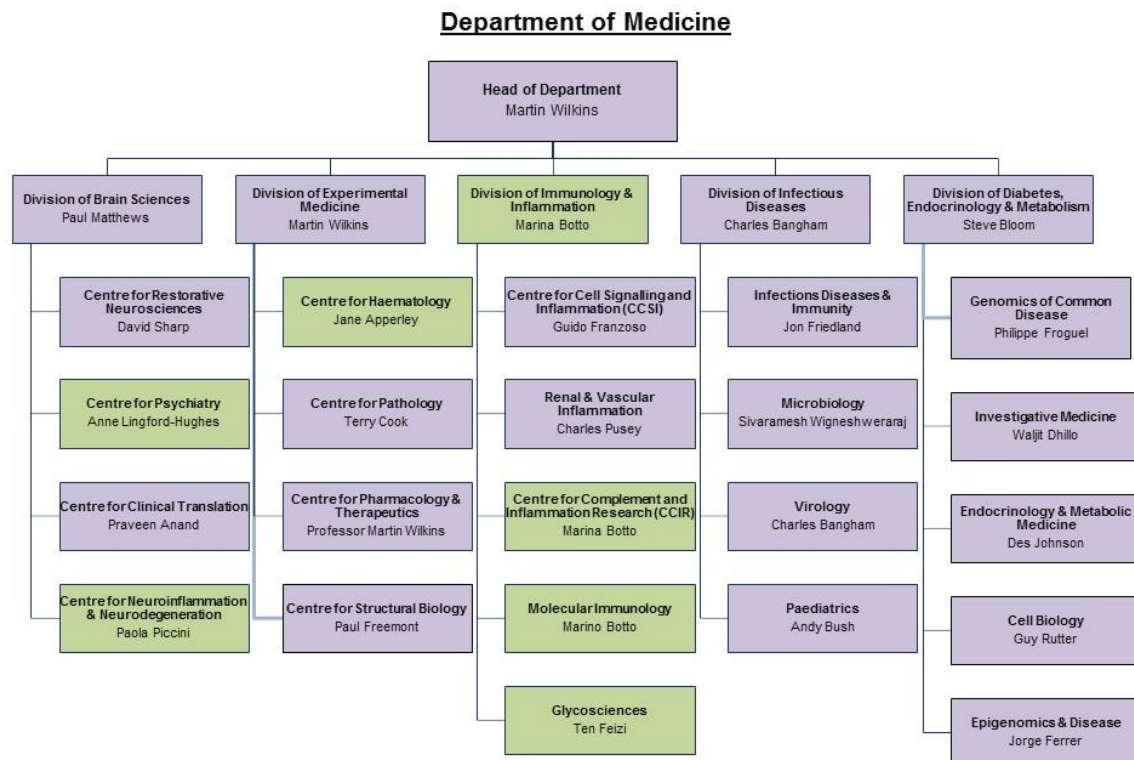 Department of Medicine
Head of Department
Martin Wilkins
Division of Brain Sciences
Paul Matthews
Division of Experimental
Medicine
Martin Wilkins
Division of Immunology &
Inflammation
Marina Botto
Division of Infectious
Diseases
Charles Bangham
Division of Diabetes,
Endocrinology & Metabolism
Steve Bloom
Centre for Restorative
Neurosciences
David Sharp
Centre for Psychiatry
Anne Lingford-Hughes
Centre for Clinical Translation
Praveen Anand
Centre for Neuroinflammation
& Neurodegeneration
Paola Piccini
Centre for Haematology
Jane Apperley
Centre for Pathology
Terry Cook
Centre for Pharmacology &
Therapeutics
Professor Martin Wilkins
Centre for Structural Biology
Paul Freemont
Centre for Cell Signalling and
Inflammation (CCSI)
Guido Franzoso
Renal & Vascular
Inflammation
Charles Pusey
Centre for Complement and
Inflammation Research (CCIR)
Marina Botto
Molecular Immunology
Marino Botto
Glycosciences
Ten Feizi
Infections Diseases &
Immunity
Jon Friedland
Microbiology
Sivaramesh Wigneshweraraj
Virology
Charles Bangham
Paediatrics
Andy Bush
Genomics of Common
Disease
Philippe Froguel
Investigative Medicine
Waljit Dhillo
Endocrinology & Metabolic
Medicine
Des Johnson
Cell Biology
Guy Rutter
Epigenomics & Disease
Jorge Ferrer